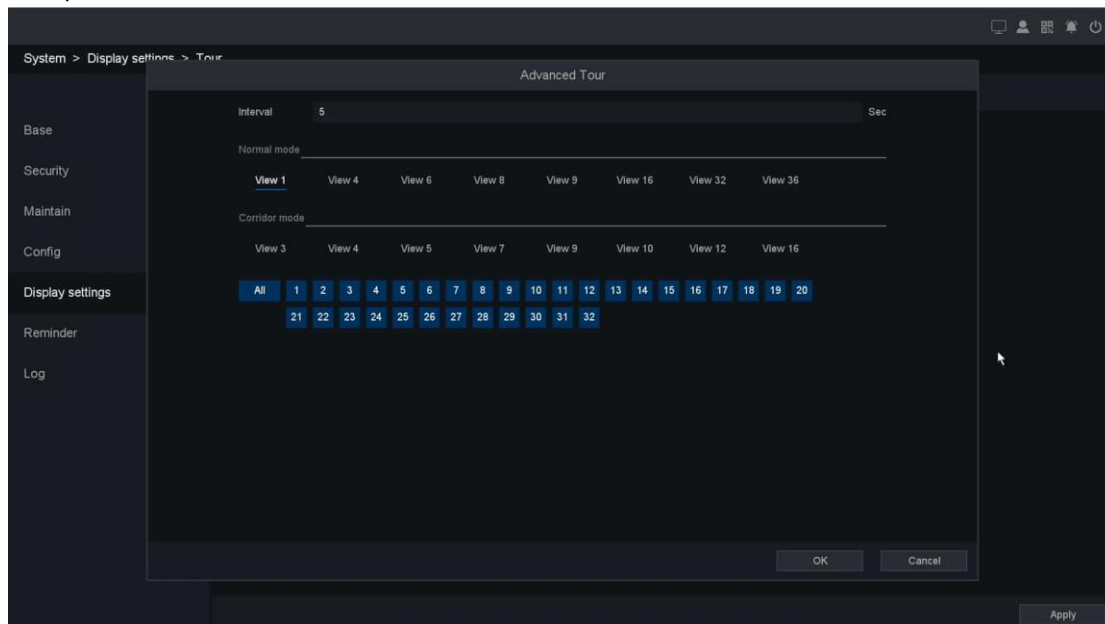 System > Display settings > Tour
Advanced Tour
Interval 5 Sec
Base
Normal mode
Security
View 1 View 4 View 6 View 8 View 9 View 16 View 32 View 36
Maintain
Corridor mode
Config
View 3 View 4 View 5 View 7 View 9 View 10 View 12 View 16
Display settings
All 1 2 3 4 5 6 7 8 9 10 11 12 13 14 15 16 17 18 19 20
21 22 23 24 25 26 27 28 29 30 31 32
Reminder
Log
OK Cancel
Apply